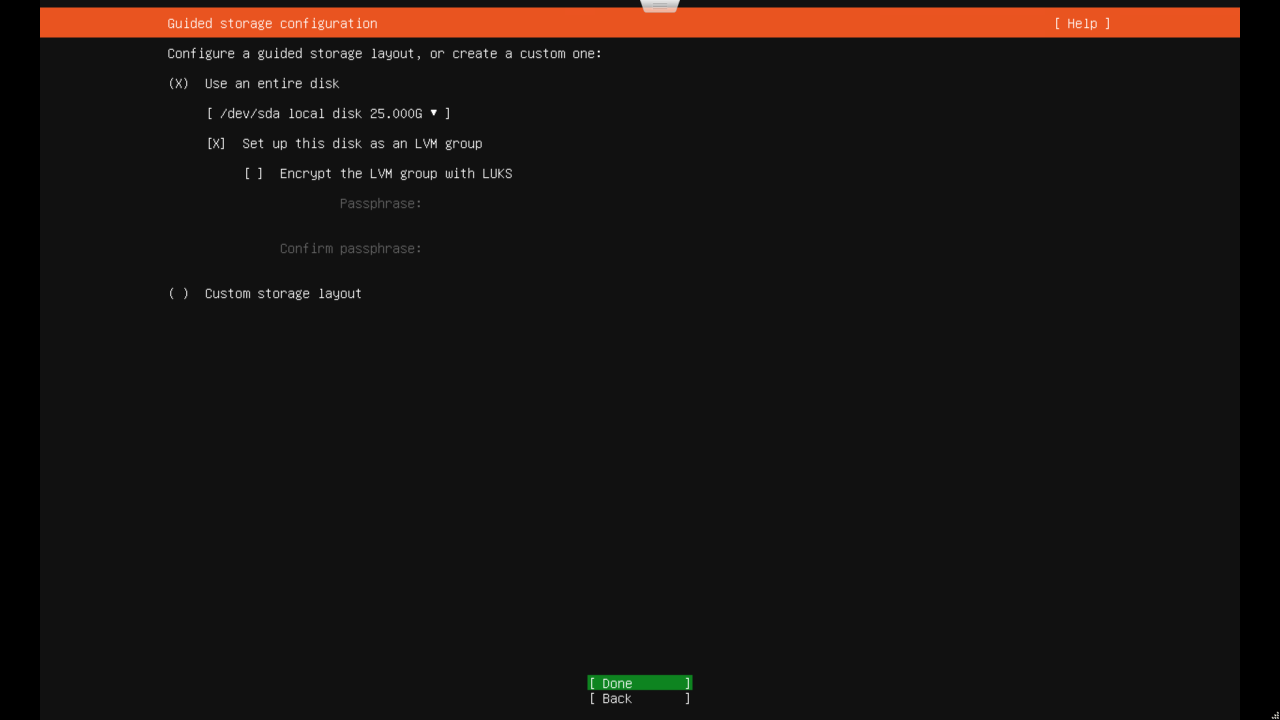 Guided storage configuration [ Help ]
Configure a guided storage layout, or create a custom one:
(X) Use an entire disk
[ /dev/sda local disk 25.000G ▾ ]
[X] Set up this disk as an LVM group
[ ] Encrypt the LVM group with LUKS
Passphrase:
Confirm passphrase:
( ) Custom storage layout
[ Done ]
[ Back ]